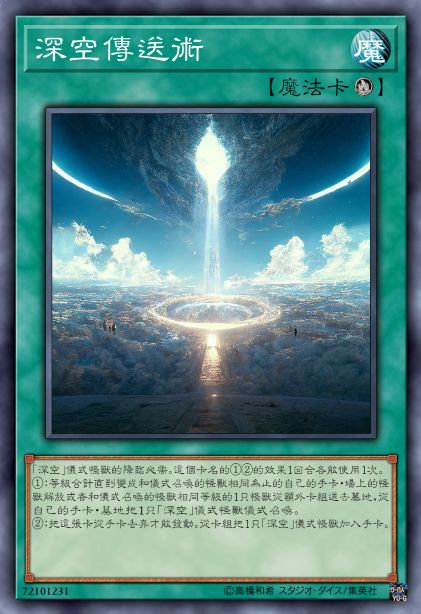 深空傳送術
魔
【魔法卡】
「深空」儀式怪獸的降臨必需。這個卡名的①②的效果1回合各能使用1次。
①:等級合計直到變成和儀式召喚的怪獸相同為止的自己的手卡·場上的怪
獸解放或者和儀式召喚的怪獸相同等級的1只怪獸從額外卡組送去墓地,從
自己的手卡·墓地把1只「深空」儀式怪獸儀式召喚。
②:把這張卡從手卡丟棄才能發動。從卡組把1只「深空」儀式怪獸加入手卡。
72101231
©高橋和希 スタジオ・ダイス/集英社